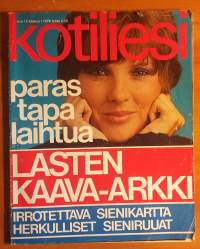 kotiliesi
paras
tapa
laihtua
LASTEN
KAAVA-ARKKI
IRROTETTAVA SIENIKARTTA
HERKULLISET SIENIRUUAT